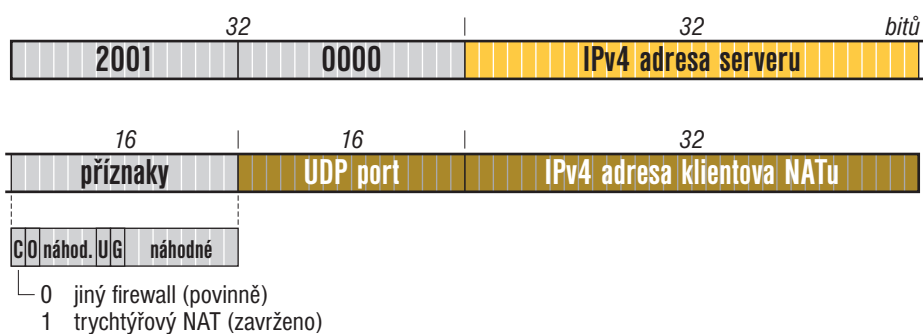 32 32 bitů
2001 0000 IPv4 adresa serveru
16 16 32
příznaky UDP port IPv4 adresa klientova NATu
C O náhod. U G náhodné
0 jiný firewall (povinně)
1 trychtýřový NAT (zavrženo)